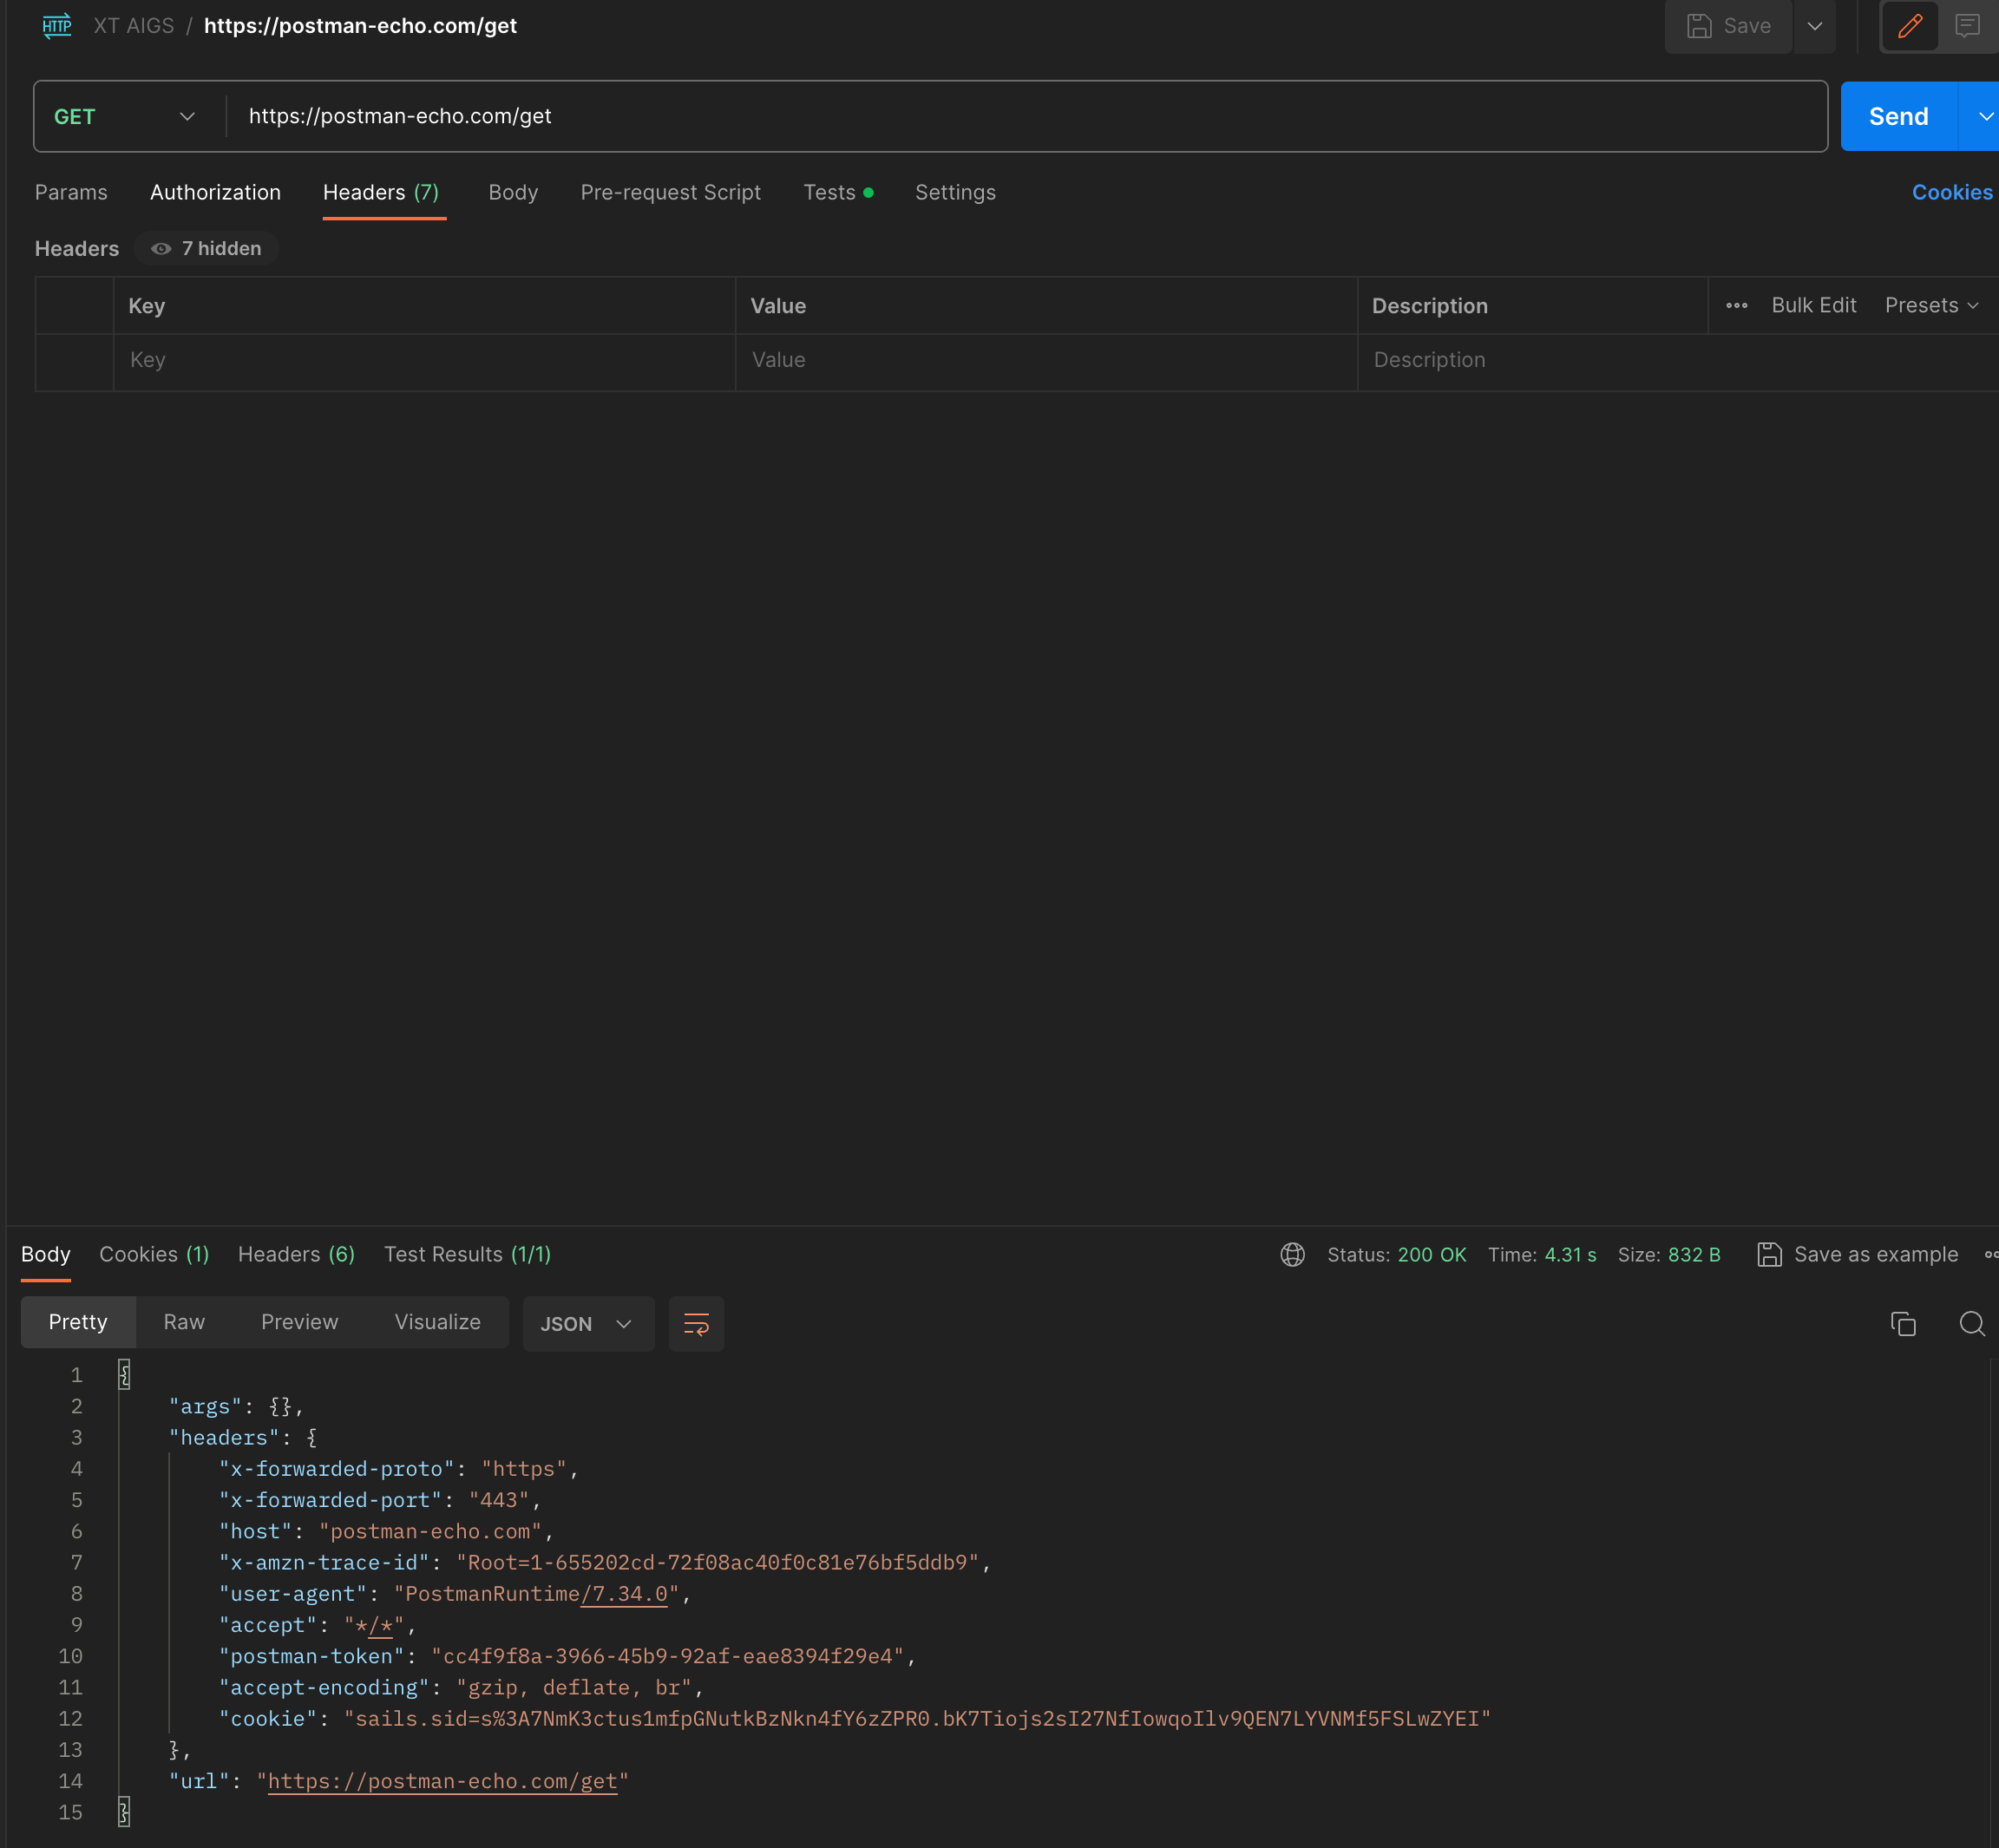 HTTP XT AIGS / https://postman-echo.com/get Save
GET https://postman-echo.com/get Send
Params Authorization Headers (7) Body Pre-request Script Tests Settings Cookies
Headers 7 hidden
Key Value Description Bulk Edit Presets
Key Value Description
Body Cookies (1) Headers (6) Test Results (1/1) Status: 200 OK Time: 4.31 s Size: 832 B Save as example
Pretty Raw Preview Visualize JSON
1 {
2 "args": {},
3 "headers": {
4 "x-forwarded-proto": "https",
5 "x-forwarded-port": "443",
6 "host": "postman-echo.com",
7 "x-amzn-trace-id": "Root=1-655202cd-72f08ac40f0c81e76bf5ddb9",
8 "user-agent": "PostmanRuntime/7.34.0",
9 "accept": "*/*",
10 "postman-token": "cc4f9f8a-3966-45b9-92af-eae8394f29e4",
11 "accept-encoding": "gzip, deflate, br",
12 "cookie": "sails.sid=s%3A7NmK3ctus1mfpGNutkBzNkn4fY6zZPR0.bK7Tiojs2sI27NfIowqoIlv9QEN7LYVNMf5FSLwZYEI"
13 },
14 "url": "https://postman-echo.com/get"
15 }